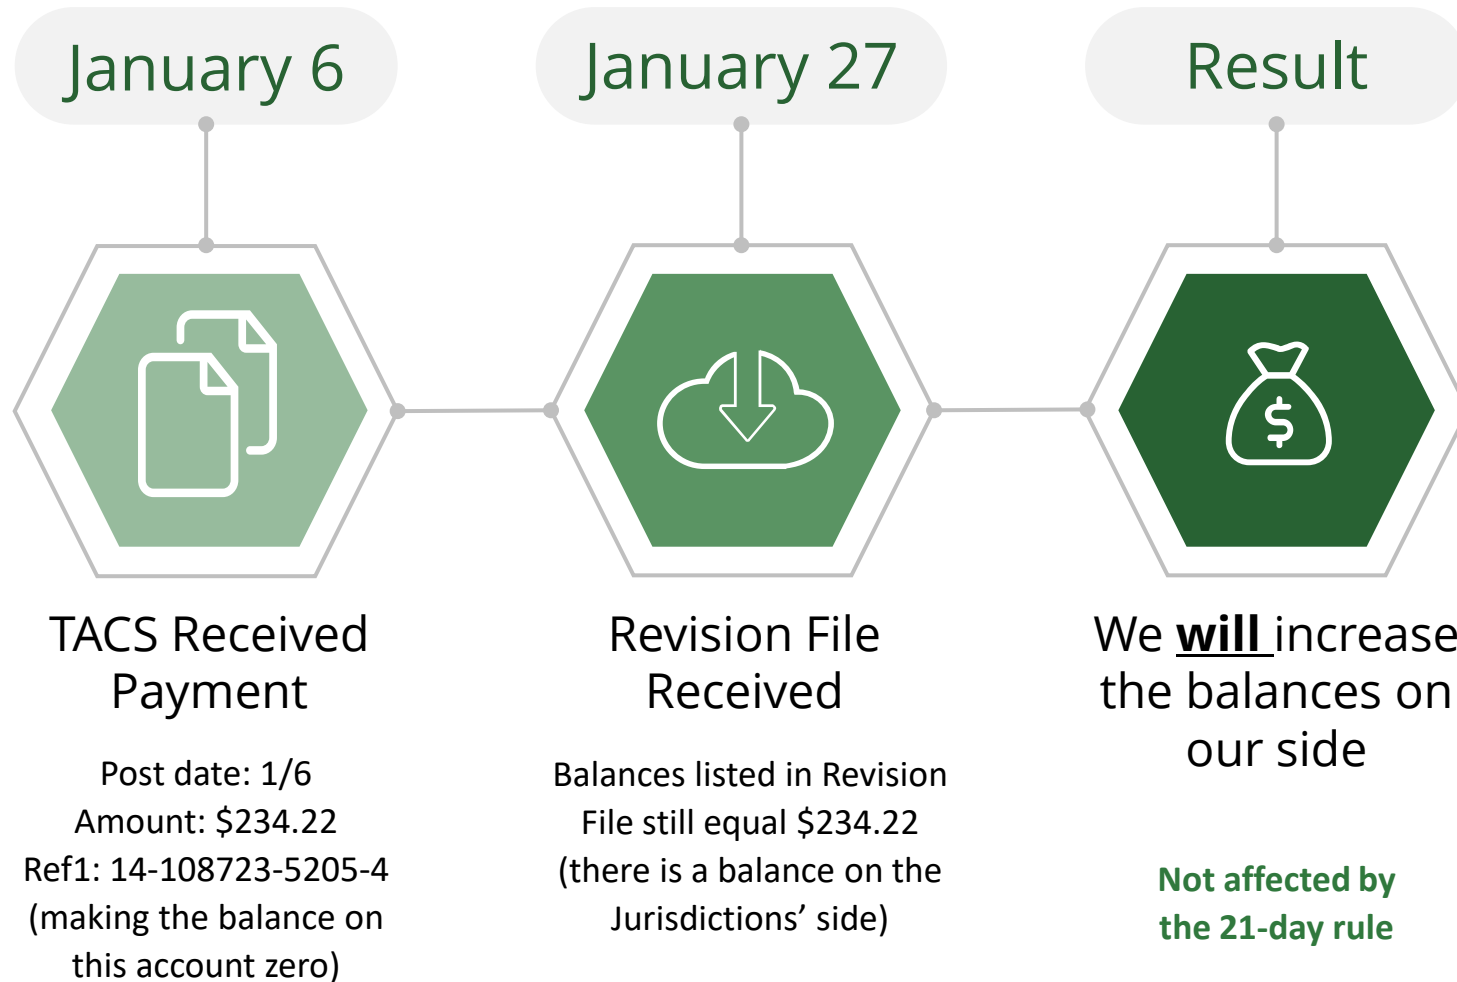 January 6
TACS Received
Payment
Post date: 1/6
Amount: $234.22
Ref1: 14-108723-5205-4
(making the balance on
this account zero)
January 27
Revision File
Received
Balances listed in Revision
File still equal $234.22
(there is a balance on the
Jurisdictions’ side)
Result
$
We will increase
the balances on
our side
Not affected by
the 21-day rule